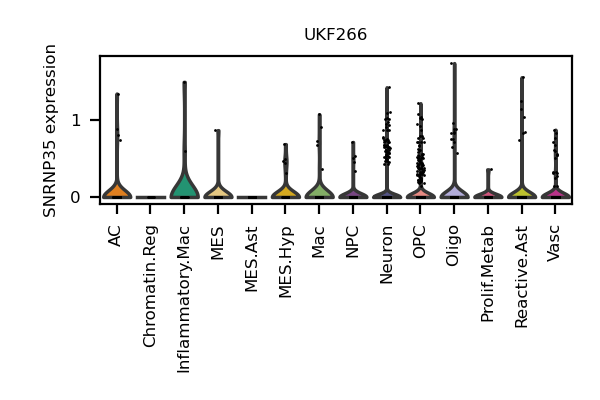 UKF266
SNRNP35 expression
1
0
AC
Chromatin.Reg
Inflammatory.Mac
MES
MES.Ast
MES.Hyp
Mac
NPC
Neuron
OPC
Oligo
Prolif.Metab
Reactive.Ast
Vasc